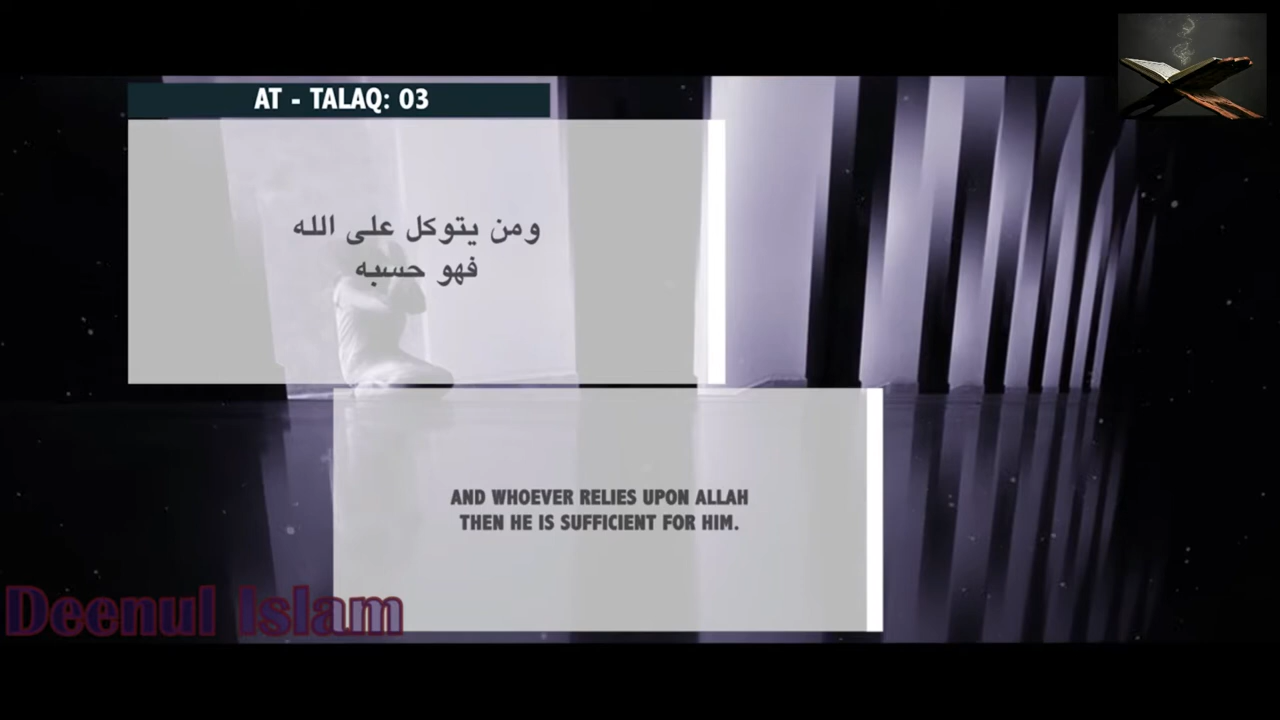 AT - TALAQ: 03
ومن يتوكل على الله
فهو حسبه
AND WHOEVER RELIES UPON ALLAH
THEN HE IS SUFFICIENT FOR HIM.
Deenul Islam